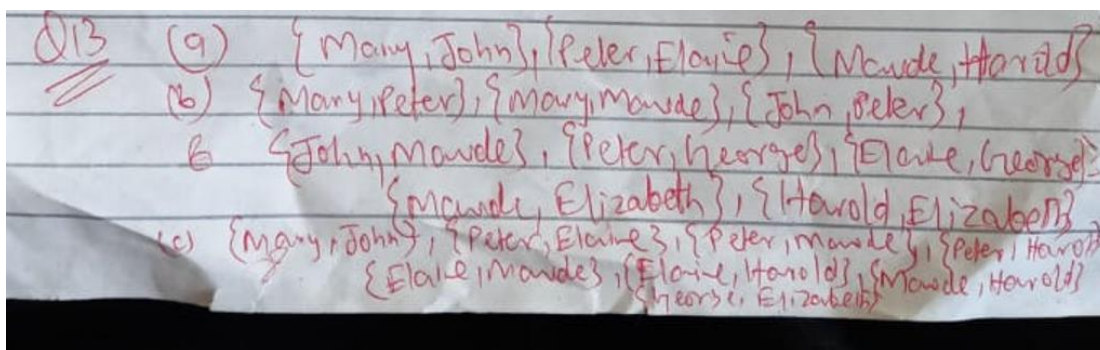 Q13 (a) {Mary, John}, {Peter, Elaine}, {Maude, Harold}
(b) {Mary, Peter}, {Mary, Maude}, {John, Peter},
{John, Maude}, {Peter, George}, {Elaine, George},
{Maude, Elizabeth}, {Harold, Elizabeth}
(c) {Mary, John}, {Peter, Elaine}, {Peter, Maude}, {Peter, Harold
{Elaine, Maude}, {Elaine, Harold}, {Maude, Harold}
{George, Elizabeth}